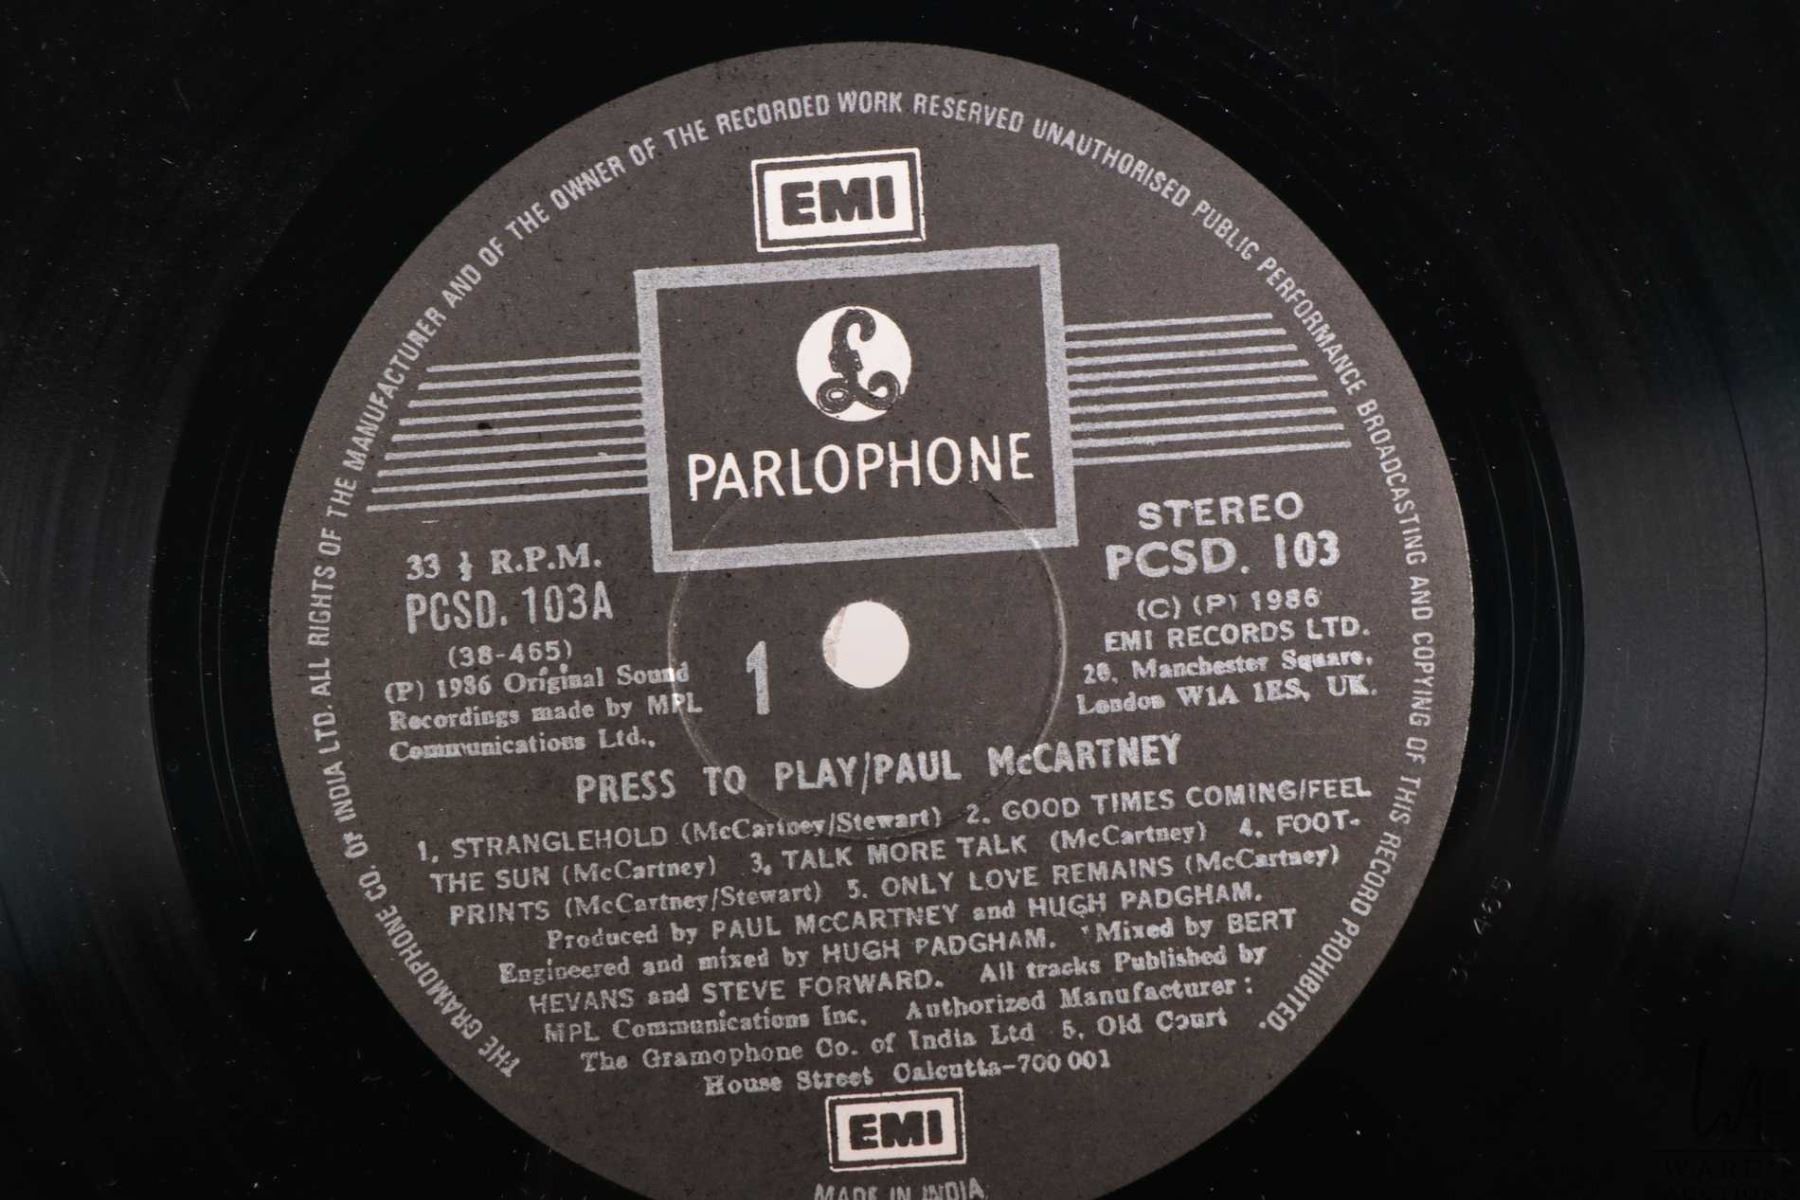 THE GRAMOPHONE CO. OF INDIA LTD. ALL RIGHTS OF THE MANUFACTURER AND OF THE OWNER OF THE RECORDED WORK RESERVED UNAUTHORISED PUBLIC PERFORMANCE BROADCASTING AND COPYING OF THIS RECORD PROHIBITED.
EMI
PARLOPHONE
33 ⅓ R.P.M.
PCSD. 103A
(38-465)
(P) 1986 Original Sound
Recordings made by MPL
Communications Ltd.,
1
STEREO
PCSD. 103
(C) (P) 1986
EMI RECORDS LTD.
20, Manchester Square,
London W1A 1ES, UK.
PRESS TO PLAY/PAUL McCARTNEY
1. STRANGLEHOLD (McCartney/Stewart) 2. GOOD TIMES COMING/FEEL
THE SUN (McCartney) 3. TALK MORE TALK (McCartney) 4. FOOT-
PRINTS (McCartney/Stewart) 5. ONLY LOVE REMAINS (McCartney)
Produced by PAUL McCARTNEY and HUGH PADGHAM.
Engineered and mixed by HUGH PADGHAM. 'Mixed by BERT
HEVANS and STEVE FORWARD. All tracks Published by
MPL Communications Inc. Authorized Manufacturer :
The Gramophone Co. of India Ltd 5, Old Court
House Street Calcutta-700 001
EMI
MADE IN INDIA